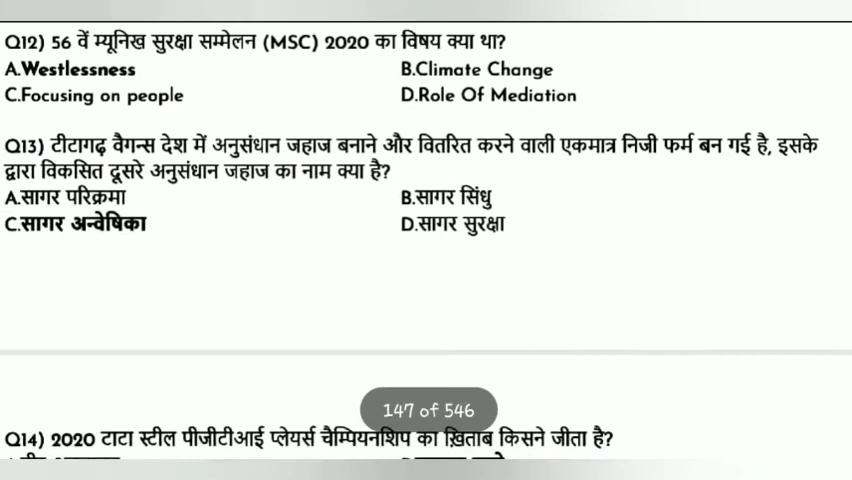 Q12) 56 वें म्यूनिख सुरक्षा सम्मेलन (MSC) 2020 का विषय क्या था?
A.Westlessness B.Climate Change
C.Focusing on people D.Role Of Mediation
Q13) टीटागढ़ वैगन्स देश में अनुसंधान जहाज बनाने और वितरित करने वाली एकमात्र निजी फर्म बन गई है, इसके
द्वारा विकसित दूसरे अनुसंधान जहाज का नाम क्या है?
A.सागर परिक्रमा B.सागर सिंधु
C.सागर अन्वेषिका D.सागर सुरक्षा
147 of 546
Q14) 2020 टाटा स्टील पीजीटीआई प्लेयर्स चैम्पियनशिप का ख़िताब किसने जीता है?